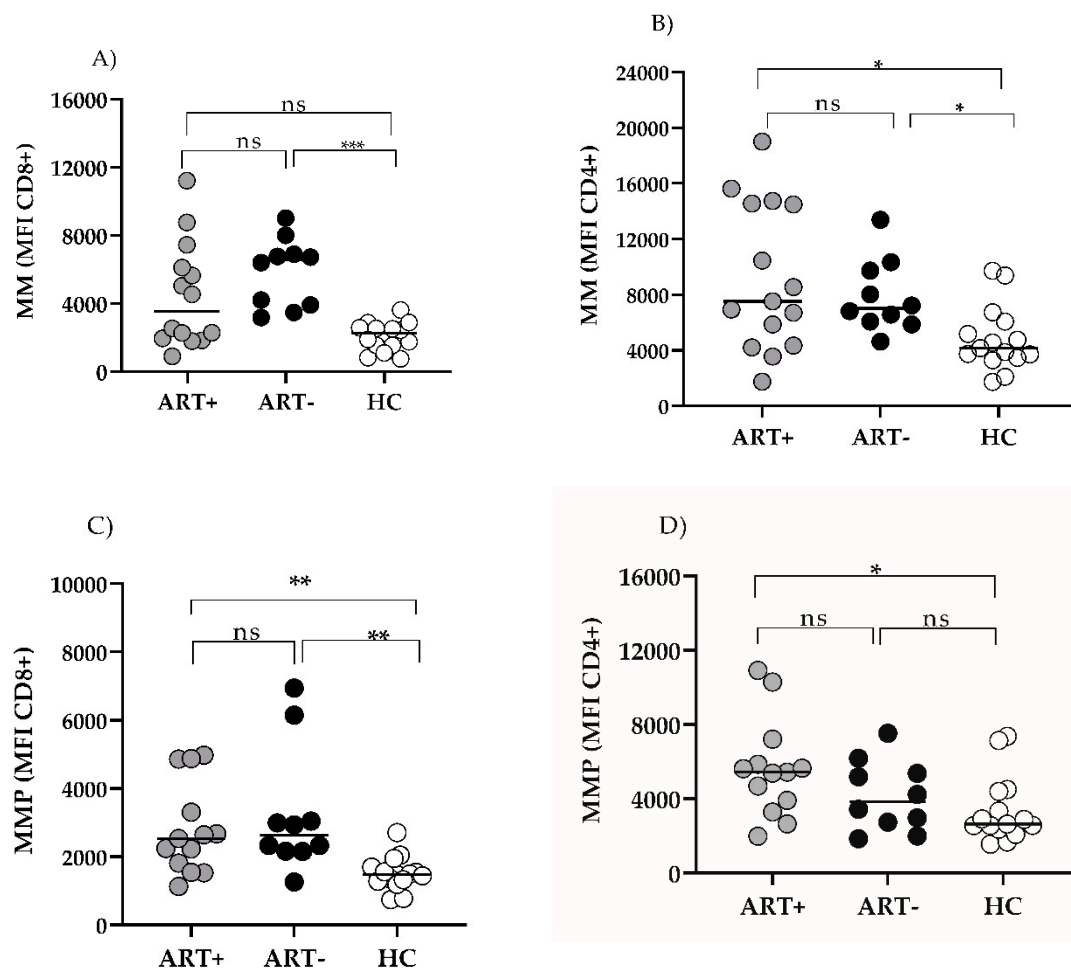 A)
MM (MFI CD8+)
16000
12000
8000
4000
0
ns
ns
***
ART+ ART- HC
B)
MM (MFI CD4+)
24000
20000
16000
12000
8000
4000
0
*
ns
*
ART+ ART- HC
C)
MMP (MFI CD8+)
10000
8000
6000
4000
2000
0
**
ns
**
ART+ ART- HC
D)
MMP (MFI CD4+)
16000
12000
8000
4000
0
*
ns
ns
ART+ ART- HC